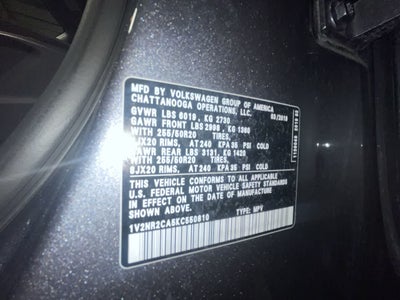 MFD BY VOLKSWAGEN GROUP OF AMERICA
CHATTANOOGA OPERATIONS, LLC. 03/2018
GVWR LBS 6019 , KG 2730
GAWR FRONT LBS 2998 , KG 1360
WITH 255/50R20 TIRES,
8JX20 RIMS, AT 240 KPA 35 PSI COLD
GAWR REAR LBS 3131, KG 1420
WITH 255/50R20 TIRES,
8JX20 RIMS, AT 240 KPA 35 PSI COLD
THIS VEHICLE CONFORMS TO ALL APPLICABLE
U.S. FEDERAL MOTOR VEHICLE SAFETY STANDARDS
IN EFFECT ON THE DATE OF MANUFACTURE
SHOWN ABOVE.
1V2NR2CA5KC550810 TYPE: MPV